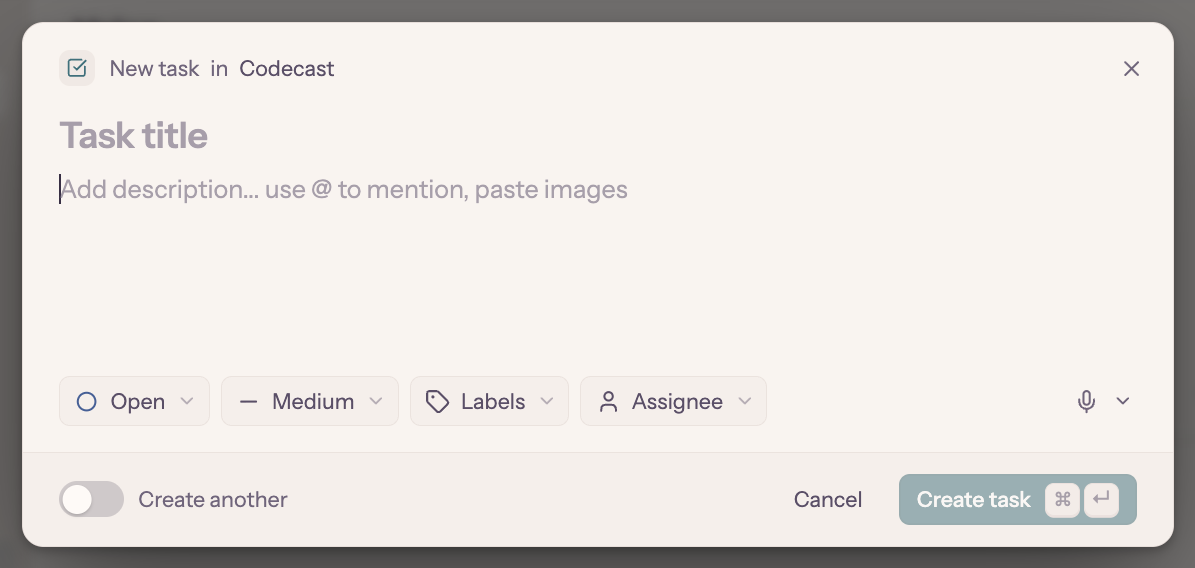 New task in Codecast
Task title
Add description... use @ to mention, paste images
Open
Medium
Labels
Assignee
Create another
Cancel
Create task ⌘ ↵